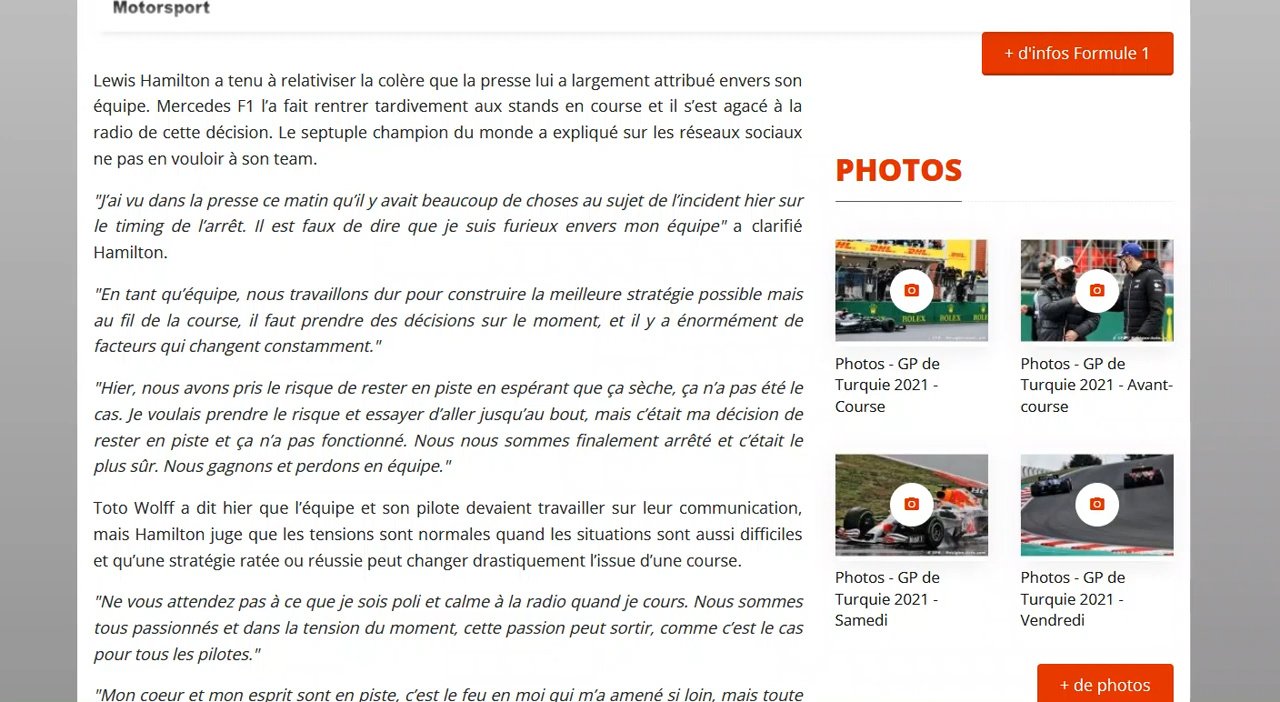 Motorsport
+ d'infos Formule 1
Lewis Hamilton a tenu à relativiser la colère que la presse lui a largement attribué envers son
équipe. Mercedes F1 l’a fait rentrer tardivement aux stands en course et il s’est agacé à la
radio de cette décision. Le septuple champion du monde a expliqué sur les réseaux sociaux
ne pas en vouloir à son team.
"J’ai vu dans la presse ce matin qu’il y avait beaucoup de choses au sujet de l’incident hier sur
le timing de l’arrêt. Il est faux de dire que je suis furieux envers mon équipe" a clarifié
Hamilton.
"En tant qu’équipe, nous travaillons dur pour construire la meilleure stratégie possible mais
au fil de la course, il faut prendre des décisions sur le moment, et il y a énormément de
facteurs qui changent constamment."
"Hier, nous avons pris le risque de rester en piste en espérant que ça sèche, ça n’a pas été le
cas. Je voulais prendre le risque et essayer d’aller jusqu’au bout, mais c’était ma décision de
rester en piste et ça n’a pas fonctionné. Nous nous sommes finalement arrêté et c’était le
plus sûr. Nous gagnons et perdons en équipe."
Toto Wolff a dit hier que l’équipe et son pilote devaient travailler sur leur communication,
mais Hamilton juge que les tensions sont normales quand les situations sont aussi difficiles
et qu’une stratégie ratée ou réussie peut changer drastiquement l’issue d’une course.
"Ne vous attendez pas à ce que je sois poli et calme à la radio quand je cours. Nous sommes
tous passionnés et dans la tension du moment, cette passion peut sortir, comme c’est le cas
pour tous les pilotes."
"Mon coeur et mon esprit sont en piste, c’est le feu en moi qui m’a amené si loin, mais toute
PHOTOS
DHL
ROLEX
ROLEX
Photos - GP de
Turquie 2021 -
Course
Photos - GP de
Turquie 2021 - Avant-
course
Photos - GP de
Turquie 2021 -
Samedi
Photos - GP de
Turquie 2021 -
Vendredi
+ de photos